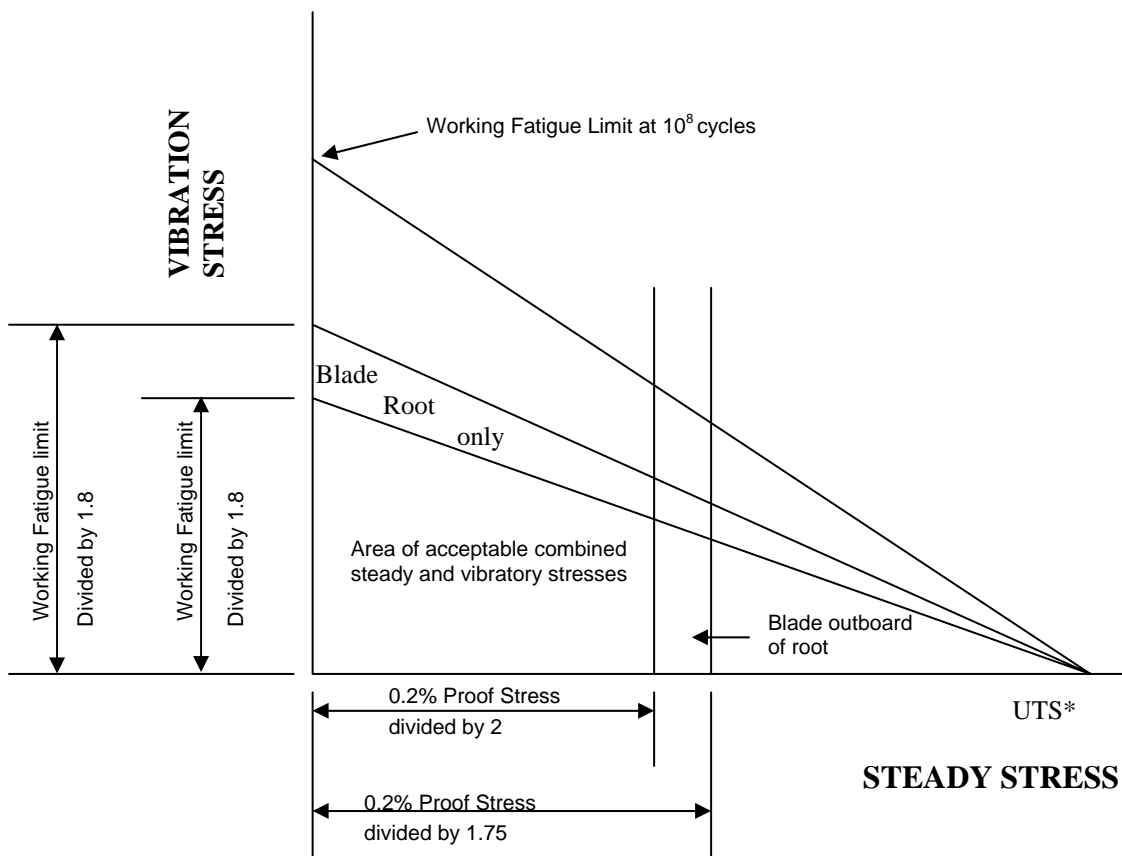 Working Fatigue Limit at 10⁸ cycles
VIBRATION
STRESS
Blade
Root
only
Working Fatigue limit
Divided by 1.8
Working Fatigue limit
Divided by 1.8
Area of acceptable combined
steady and vibratory stresses
Blade outboard
of root
0.2% Proof Stress
divided by 2
UTS*
STEADY STRESS
0.2% Proof Stress
divided by 1.75